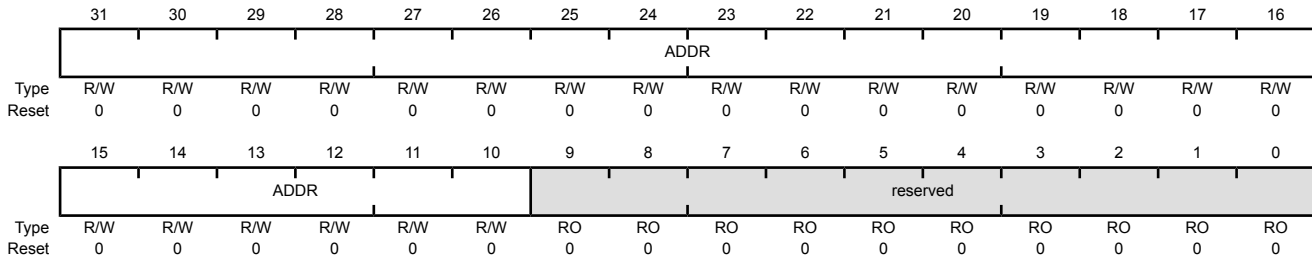 31 30 29 28 27 26 25 24 23 22 21 20 19 18 17 16
ADDR
Type R/W R/W R/W R/W R/W R/W R/W R/W R/W R/W R/W R/W R/W R/W R/W R/W
Reset 0 0 0 0 0 0 0 0 0 0 0 0 0 0 0 0
15 14 13 12 11 10 9 8 7 6 5 4 3 2 1 0
ADDR reserved
Type R/W R/W R/W R/W R/W R/W RO RO RO RO RO RO RO RO RO RO
Reset 0 0 0 0 0 0 0 0 0 0 0 0 0 0 0 0